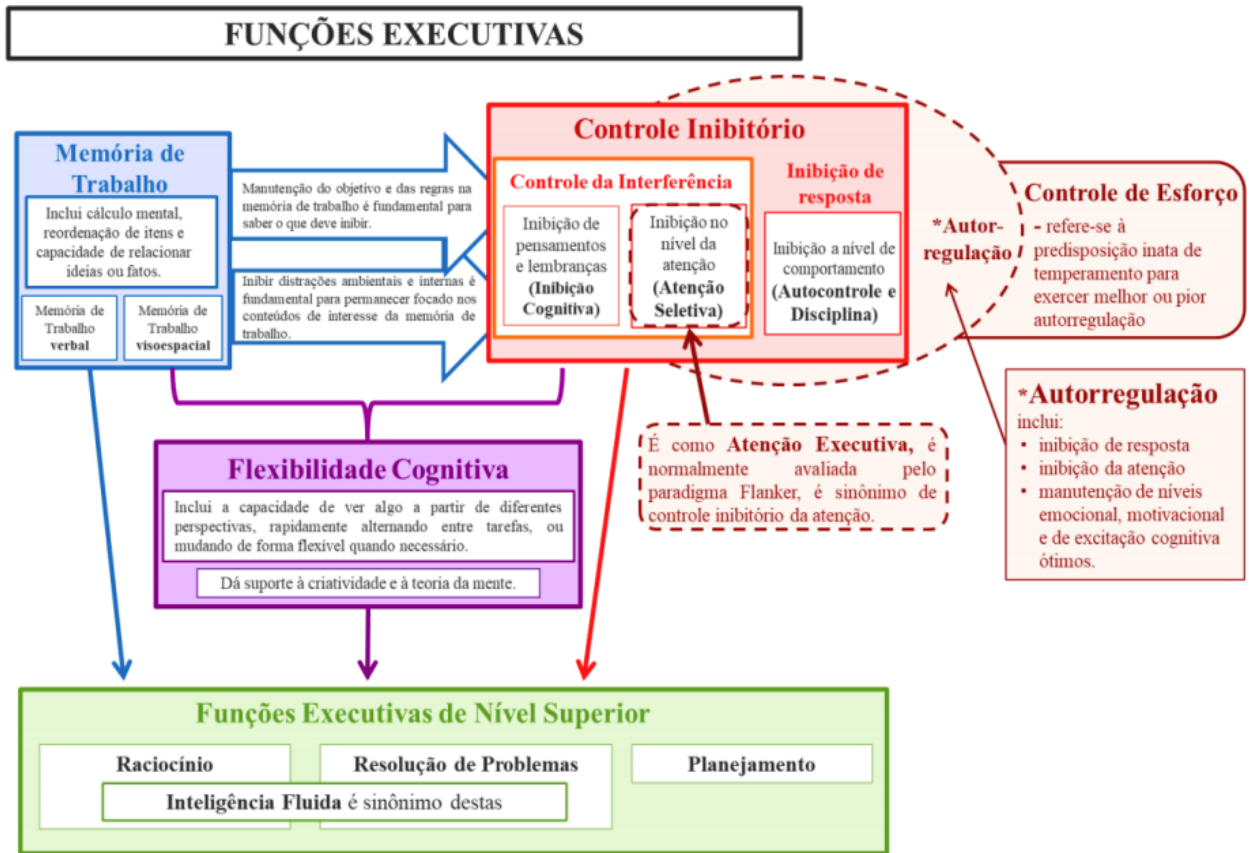 FUNÇÕES EXECUTIVAS
Memória de
Trabalho
Inclui cálculo mental,
reordenação de itens e
capacidade de relacionar
ideias ou fatos.
Memória de
Trabalho
verbal
Memória de
Trabalho
visoespacial
Manutenção do objetivo e das regras na
memória de trabalho é fundamental para
saber o que deve inibir.
Inibir distrações ambientais e internas é
fundamental para permanecer focado nos
conteúdos de interesse da memória de
trabalho.
Controle Inibitório
Controle da Interferência
Inibição de
pensamentos
e lembranças
(Inibição
Cognitiva)
Inibição no
nível da
atenção
(Atenção
Seletiva)
Inibição de
resposta
Inibição a nível de
comportamento
(Autocontrole e
Disciplina)
*Autor-
regulação
Controle de Esforço
- refere-se à
predisposição inata de
temperamento para
exercer melhor ou pior
autorregulação
*Autorregulação
inclui:
• inibição de resposta
• inibição da atenção
• manutenção de níveis
emocional, motivacional
e de excitação cognitiva
ótimos.
É como Atenção Executiva, é
normalmente avaliada pelo
paradigma Flanker, é sinônimo de
controle inibitório da atenção.
Flexibilidade Cognitiva
Inclui a capacidade de ver algo a partir de diferentes
perspectivas, rapidamente alternando entre tarefas, ou
mudando de forma flexível quando necessário.
Dá suporte à criatividade e à teoria da mente.
Funções Executivas de Nível Superior
Raciocínio
Resolução de Problemas
Planejamento
Inteligência Fluida é sinônimo destas